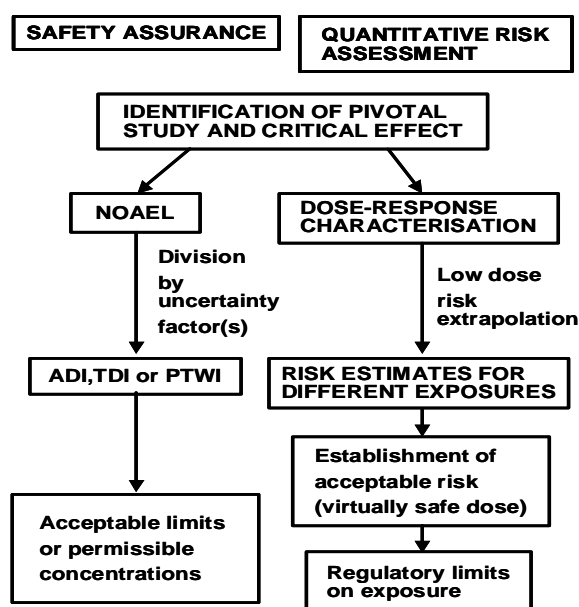 SAFETY ASSURANCE
QUANTITATIVE RISK
ASSESSMENT
IDENTIFICATION OF PIVOTAL
STUDY AND CRITICAL EFFECT
NOAEL
DOSE-RESPONSE
CHARACTERISATION
Division
by
uncertainty
factor(s)
Low dose
risk
extrapolation
ADI,TDI or PTWI
RISK ESTIMATES FOR
DIFFERENT EXPOSURES
Establishment of
acceptable risk
(virtually safe dose)
Acceptable limits
or permissible
concentrations
Regulatory limits
on exposure